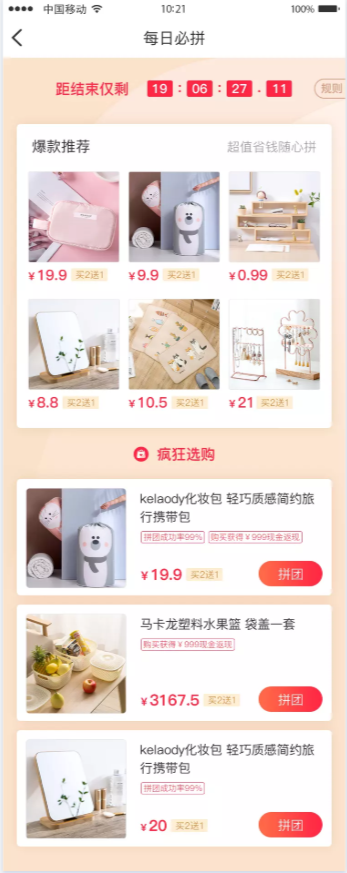 中国移动 10:21 100%
每日必拼
距结束仅剩 19 : 06 : 27 . 11 规则
爆款推荐 超值省钱随心拼
¥19.9 买2送1 ¥9.9 买2送1 ¥0.99 买2送1
¥8.8 买2送1 ¥10.5 买2送1 ¥21 买2送1
疯狂选购
kelaody化妆包 轻巧质感简约旅
行携带包
拼团成功率99% 购买获得¥999现金返现
¥19.9 买2送1 拼团
马卡龙塑料水果篮 袋盖一套
购买获得¥999现金返现
¥3167.5 买2送1 拼团
kelaody化妆包 轻巧质感简约旅
行携带包
拼团成功率99%
¥20 买2送1 拼团